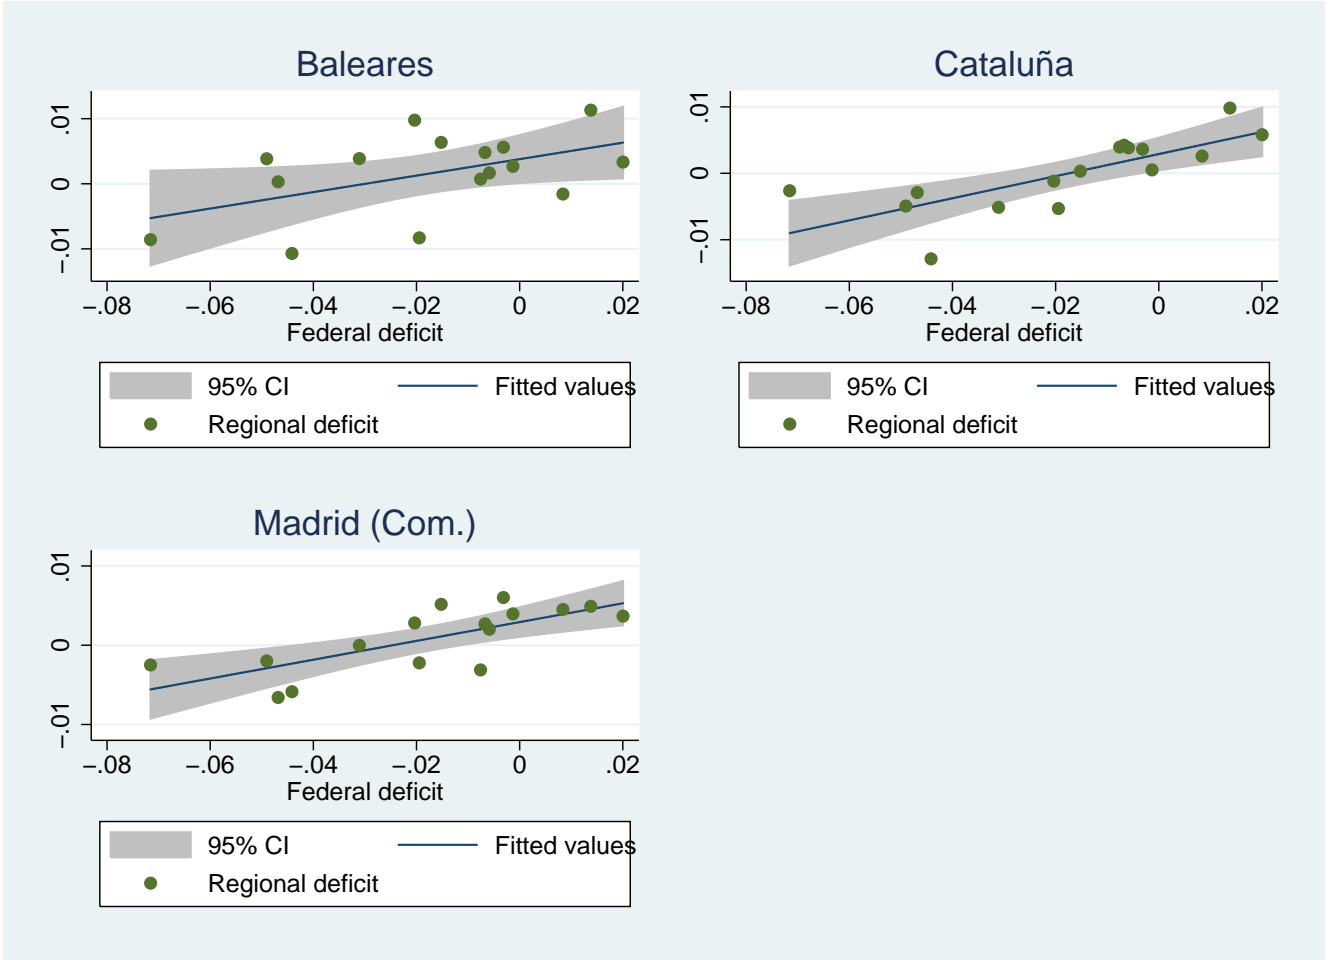 Baleares
.01
0
−.01
−.08 −.06 −.04 −.02 0 .02
Federal deficit
95% CI Fitted values
Regional deficit
Cataluña
.01
0
−.01
−.08 −.06 −.04 −.02 0 .02
Federal deficit
95% CI Fitted values
Regional deficit
Madrid (Com.)
.01
0
−.01
−.08 −.06 −.04 −.02 0 .02
Federal deficit
95% CI Fitted values
Regional deficit